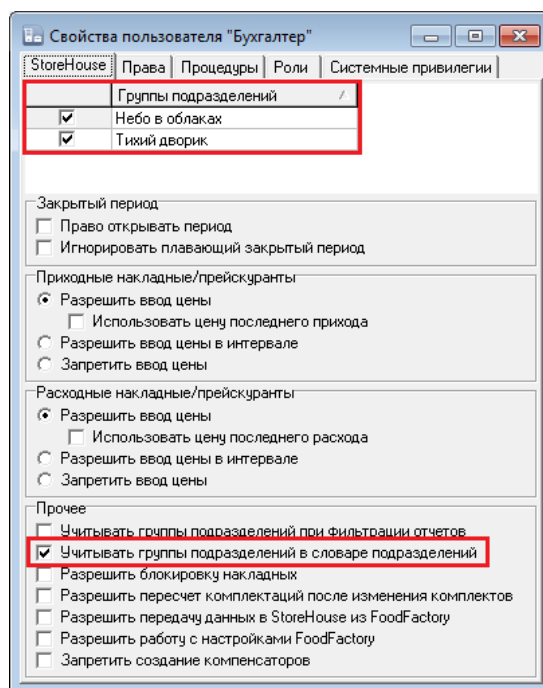 Свойства пользователя "Бухгалтер"
StoreHouse Права Процедуры Роли Системные привилегии
Группы подразделений
Небо в облаках
Тихий дворик
Закрытый период
Право открывать период
Игнорировать плавающий закрытый период
Приходные накладные/прейскуранты
Разрешить ввод цены
Использовать цену последнего прихода
Разрешить ввод цены в интервале
Запретить ввод цены
Расходные накладные/прейскуранты
Разрешить ввод цены
Использовать цену последнего расхода
Разрешить ввод цены в интервале
Запретить ввод цены
Прочее
Учитывать группы подразделений при фильтрации отчетов
Учитывать группы подразделений в словаре подразделений
Разрешить блокировку накладных
Разрешить пересчет комплектаций после изменения комплектов
Разрешить передачу данных в StoreHouse из FoodFactory
Разрешить работу с настройками FoodFactory
Запретить создание компенсаторов